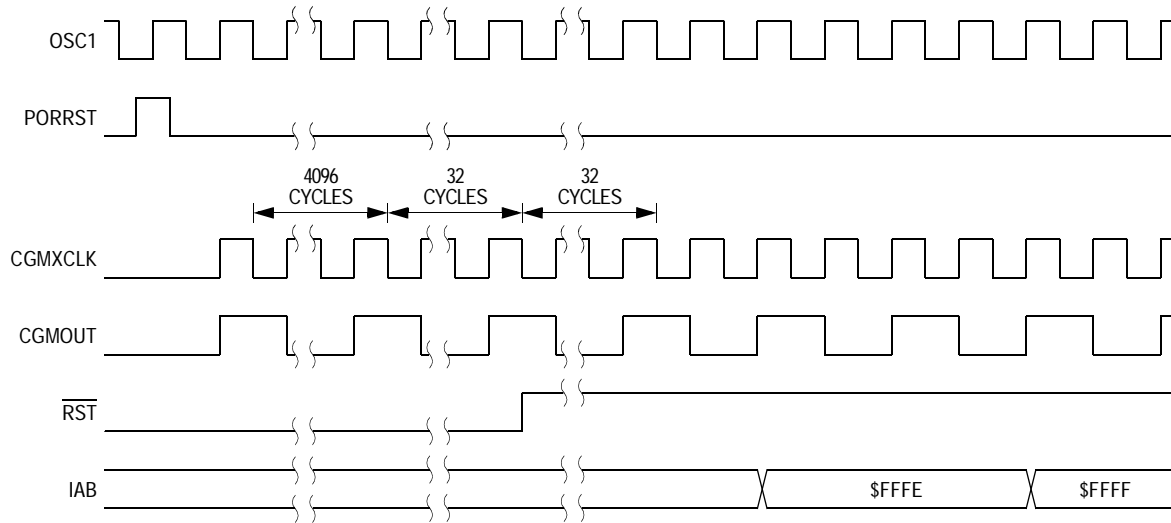 OSC1
PORRST
4096
CYCLES
32
CYCLES
32
CYCLES
CGMXCLK
CGMOUT
RST
IAB
$FFFE
$FFFF